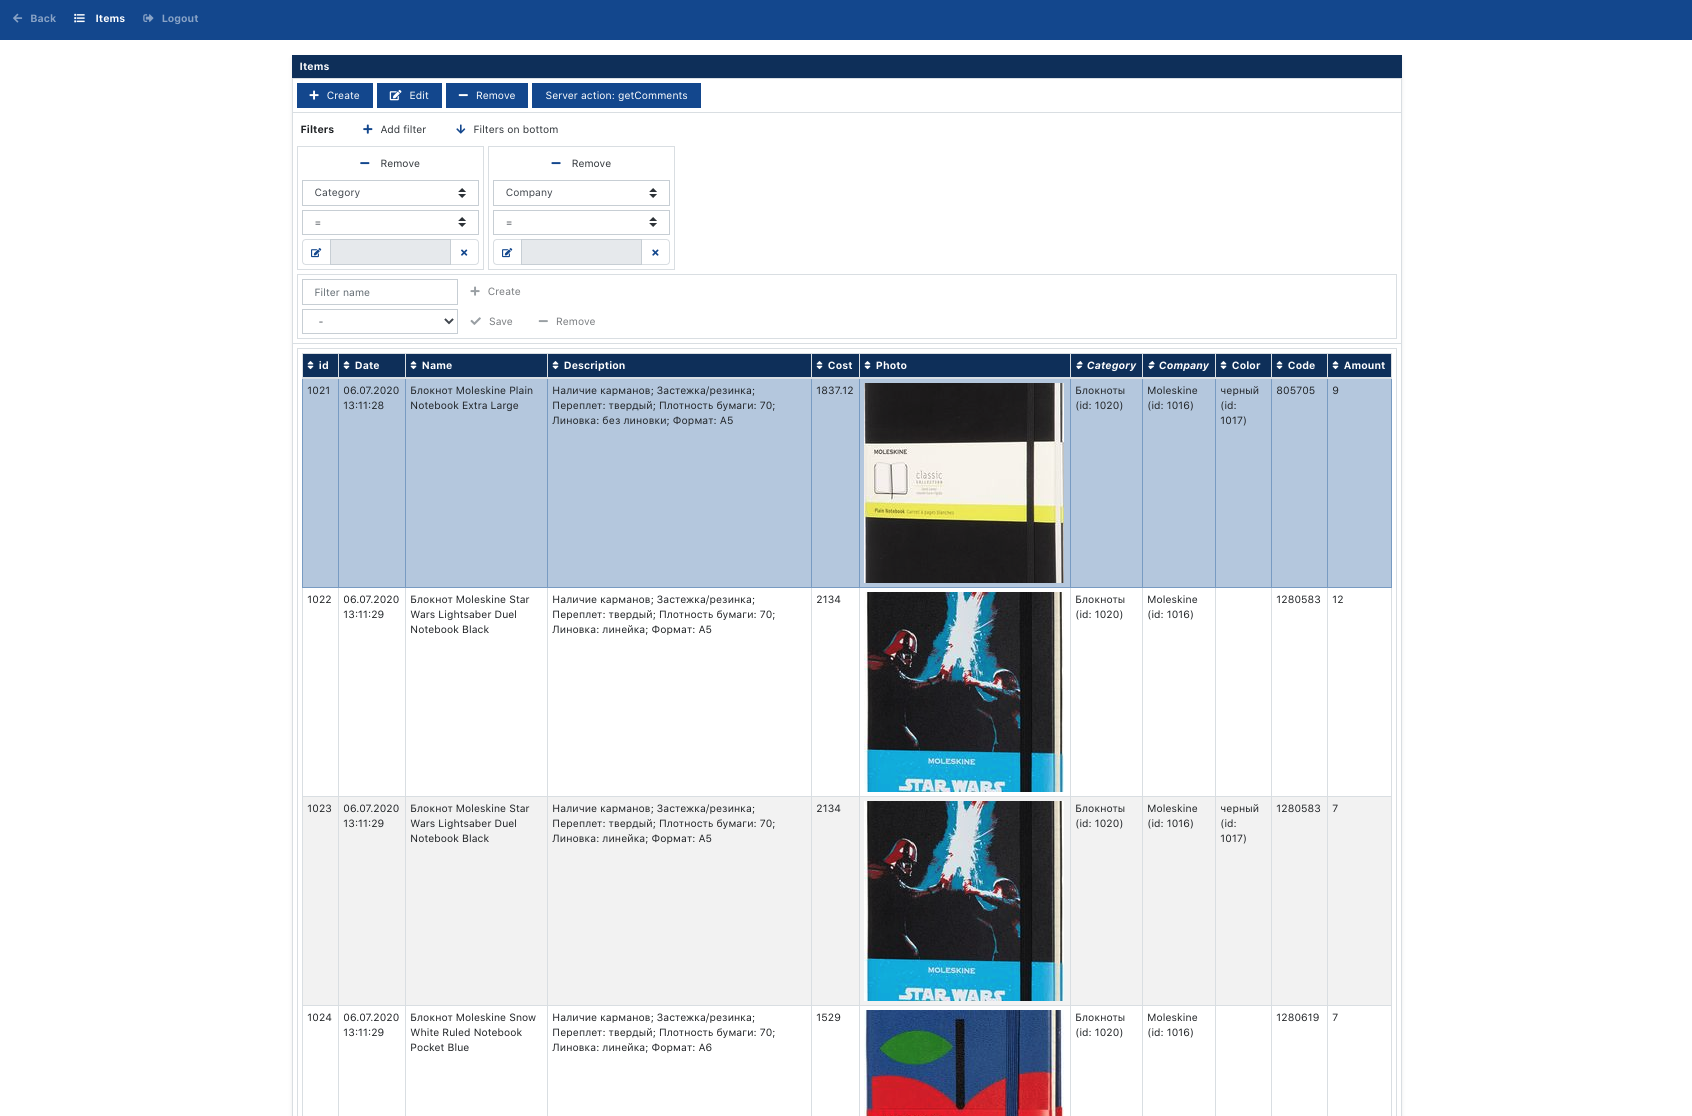 Back Items Logout
Items
Create Edit Remove Server action: getComments
Filters Add filter Filters on bottom
Remove Remove
Category Company
= =
Filter name Create
- Save Remove
id Date Name Description Cost Photo Category Company Color Code Amount
1021 06.07.2020 Блокнот Moleskine Plain Наличие карманов; Застежка/резинка; 1837.12 Блокноты Moleskine черный 805705 9
13:11:28 Notebook Extra Large Переплет: твердый; Плотность бумаги: 70; (id: 1020) (id: 1016) (id:
Линовка: без линовки; Формат: А5 1017)
MOLESKINE
classic
Plain Notebook
1022 06.07.2020 Блокнот Moleskine Star Наличие карманов; Застежка/резинка; 2134 Блокноты Moleskine 1280583 12
13:11:29 Wars Lightsaber Duel Переплет: твердый; Плотность бумаги: 70; (id: 1020) (id: 1016)
Notebook Black Линовка: линейка; Формат: А5
MOLESKINE
STAR WARS
1023 06.07.2020 Блокнот Moleskine Star Наличие карманов; Застежка/резинка; 2134 Блокноты Moleskine черный 1280583 7
13:11:29 Wars Lightsaber Duel Переплет: твердый; Плотность бумаги: 70; (id: 1020) (id: 1016) (id:
Notebook Black Линовка: линейка; Формат: А5 1017)
MOLESKINE
STAR WARS
1024 06.07.2020 Блокнот Moleskine Snow Наличие карманов; Застежка/резинка; 1529 Блокноты Moleskine 1280619 7
13:11:29 White Ruled Notebook Переплет: твердый; Плотность бумаги: 70; (id: 1020) (id: 1016)
Pocket Blue Линовка: линейка; Формат: А6